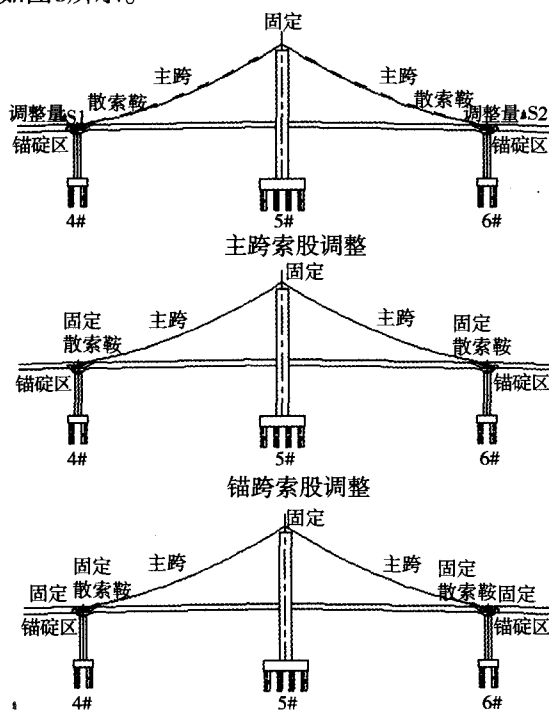 固定
主跨 主跨
散索鞍 散索鞍
调整量▲S1 调整量▲S2
锚碇区 锚碇区
4# 5# 6#
主跨索股调整
固定
固定 主跨 主跨 固定
散索鞍 散索鞍
锚碇区 锚碇区
4# 5# 6#
锚跨索股调整
固定
固定 主跨 主跨 固定
散索鞍 散索鞍
固定 固定
锚碇区 锚碇区
4# 5# 6#